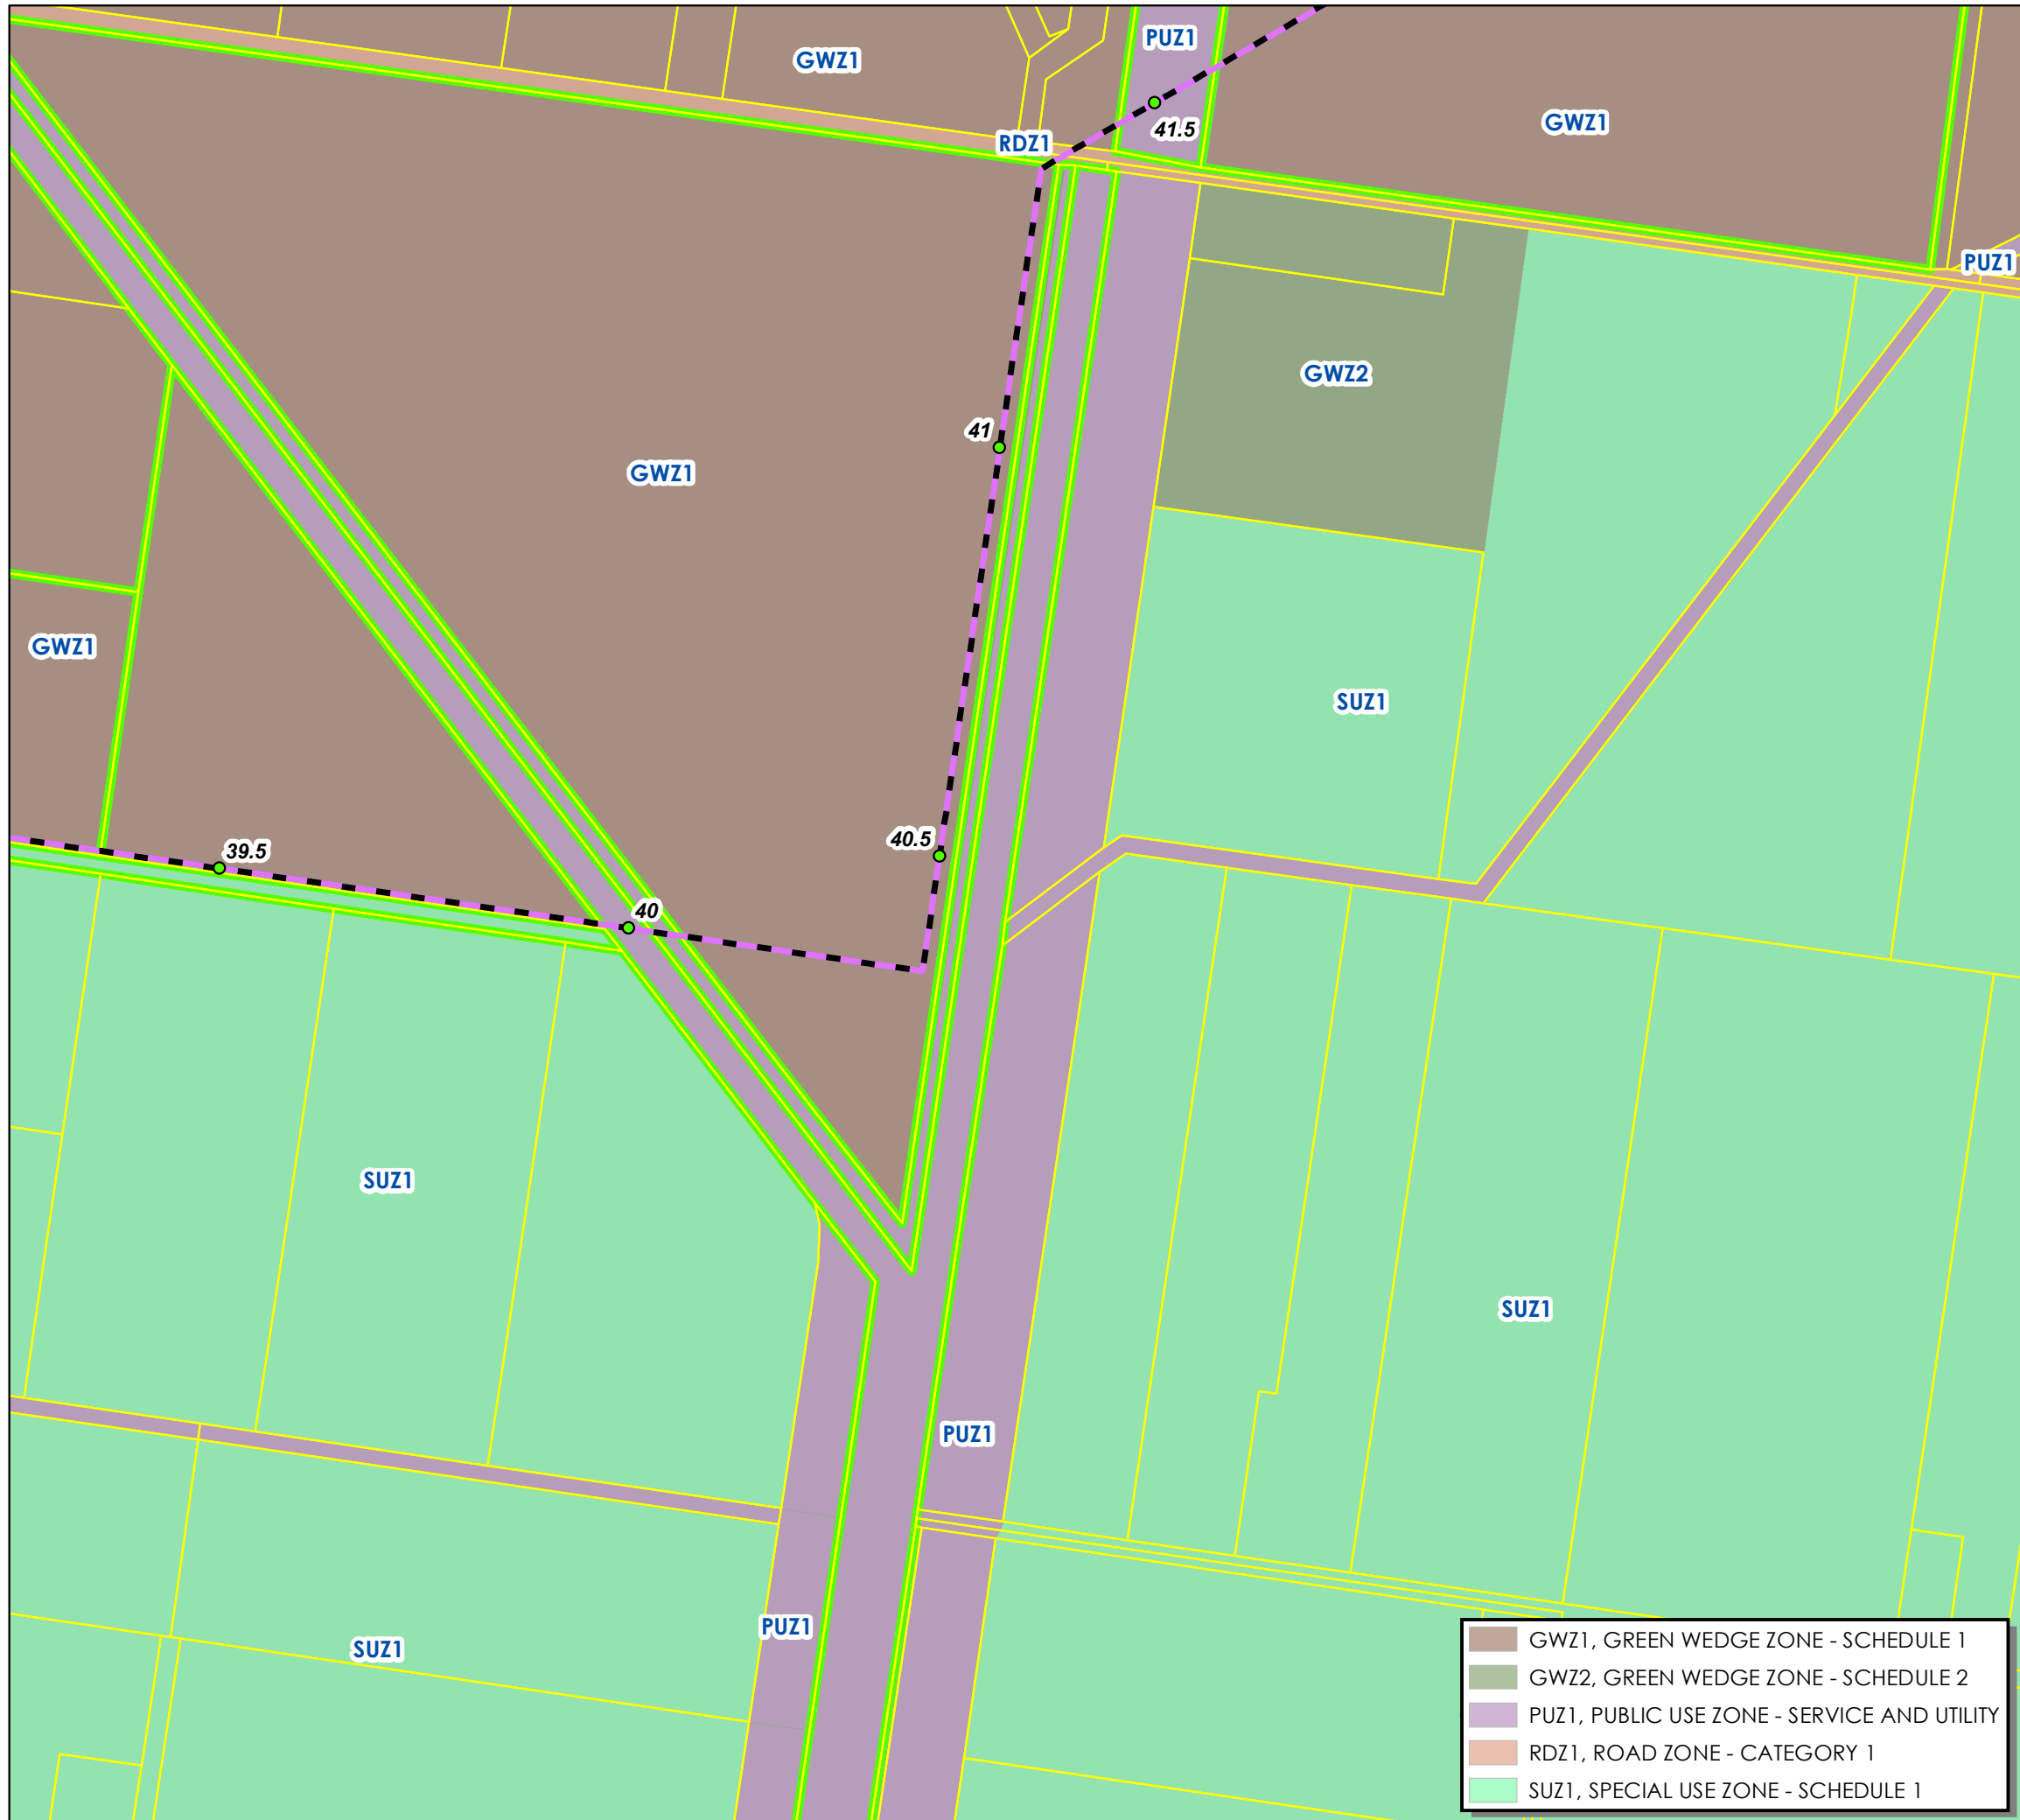 PUZ1
GWZ1
GWZ1
41.5
RDZ1
PUZ1
GWZ2
41
GWZ1
GWZ1
SUZ1
40.5
39.5
40
SUZ1
SUZ1
PUZ1
PUZ1
SUZ1
GWZ1, GREEN WEDGE ZONE - SCHEDULE 1
GWZ2, GREEN WEDGE ZONE - SCHEDULE 2
PUZ1, PUBLIC USE ZONE - SERVICE AND UTILITY
RDZ1, ROAD ZONE - CATEGORY 1
SUZ1, SPECIAL USE ZONE - SCHEDULE 1